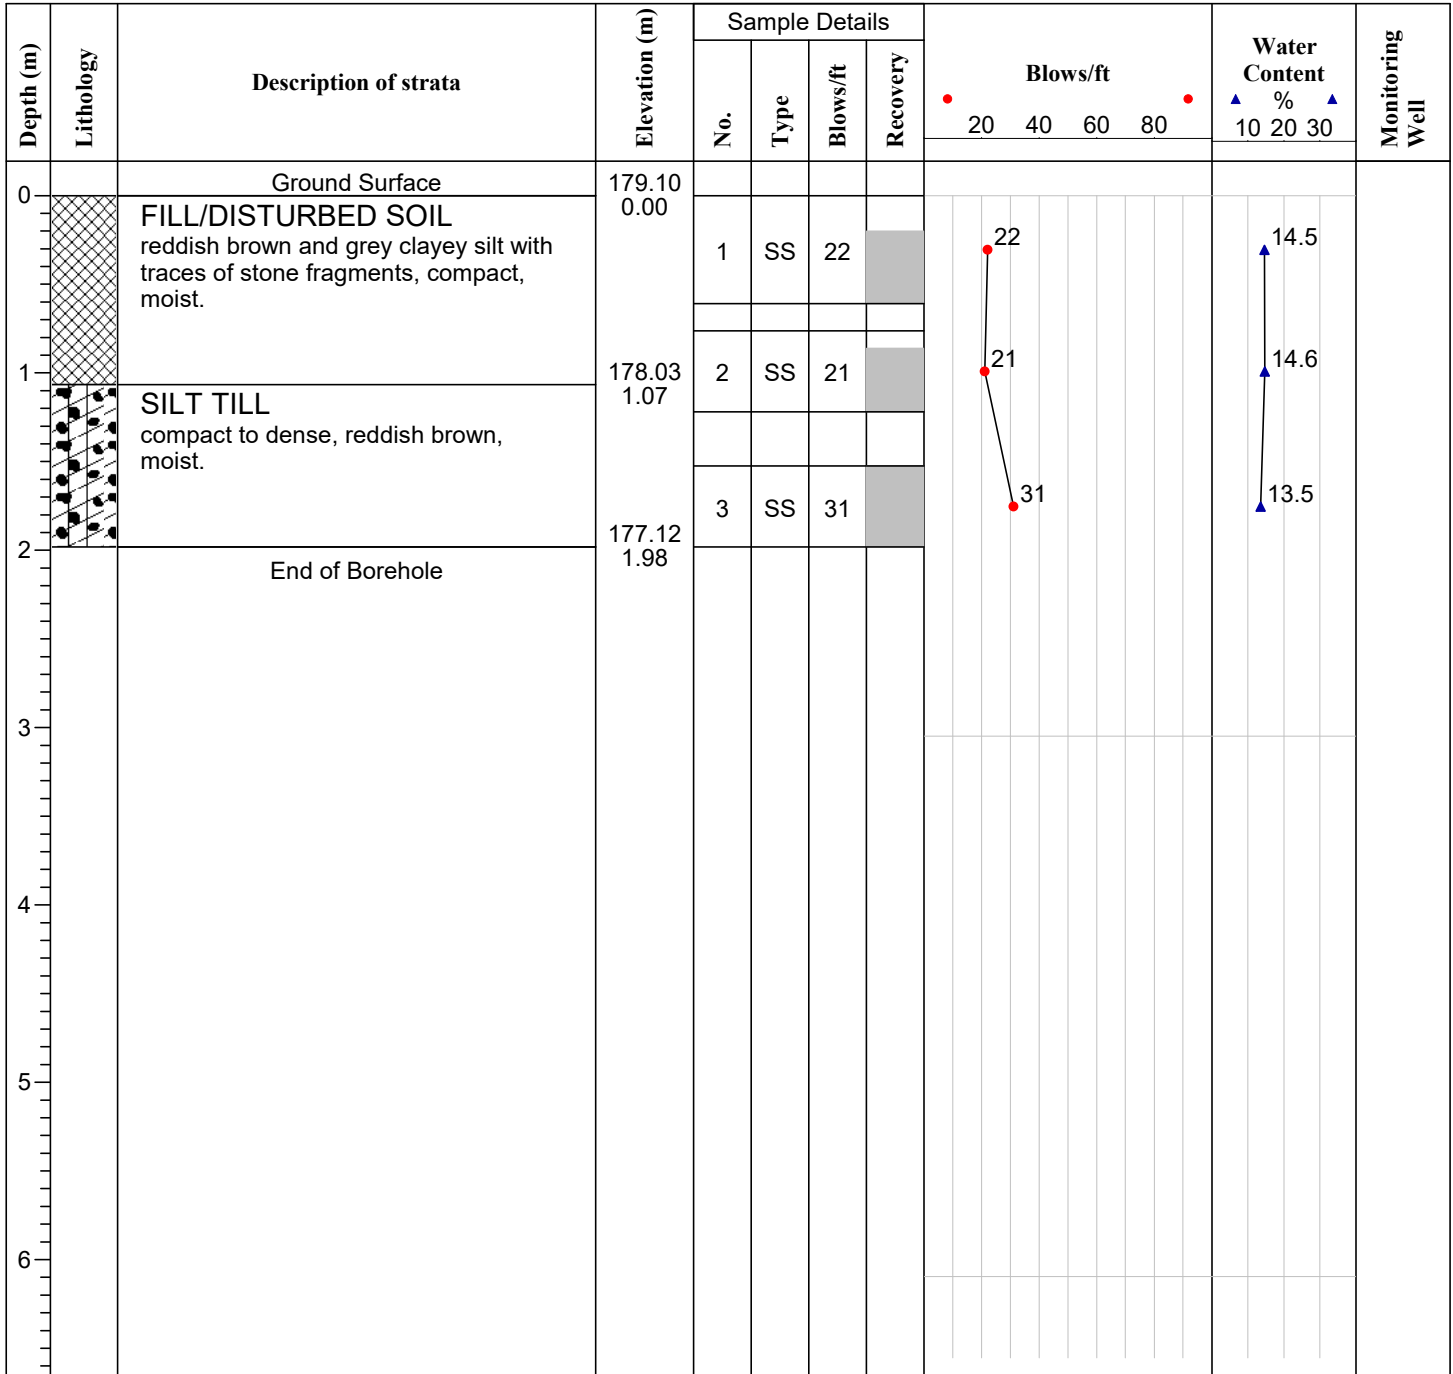 Depth (m)
Lithology
Description of strata
Elevation (m)
Sample Details
No.
Type
Blows/ft
Recovery
Blows/ft
20 40 60 80
Water
Content
%
10 20 30
Monitoring
Well
Ground Surface
179.10
0.00
0
FILL/DISTURBED SOIL
reddish brown and grey clayey silt with
traces of stone fragments, compact,
moist.
1 SS 22
22
14.5
1
178.03
1.07
2 SS 21
21
14.6
SILT TILL
compact to dense, reddish brown,
moist.
3 SS 31
31
13.5
177.12
1.98
2
End of Borehole
3
4
5
6